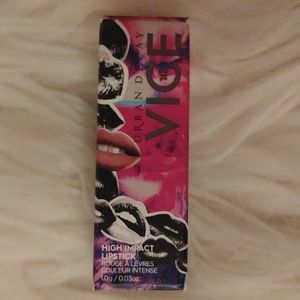 URBAN DECAY
VICE
HIGH IMPACT
LIPSTICK
ROUGE À LÈVRES
COULEUR INTENSE
1.0g / 0.03oz